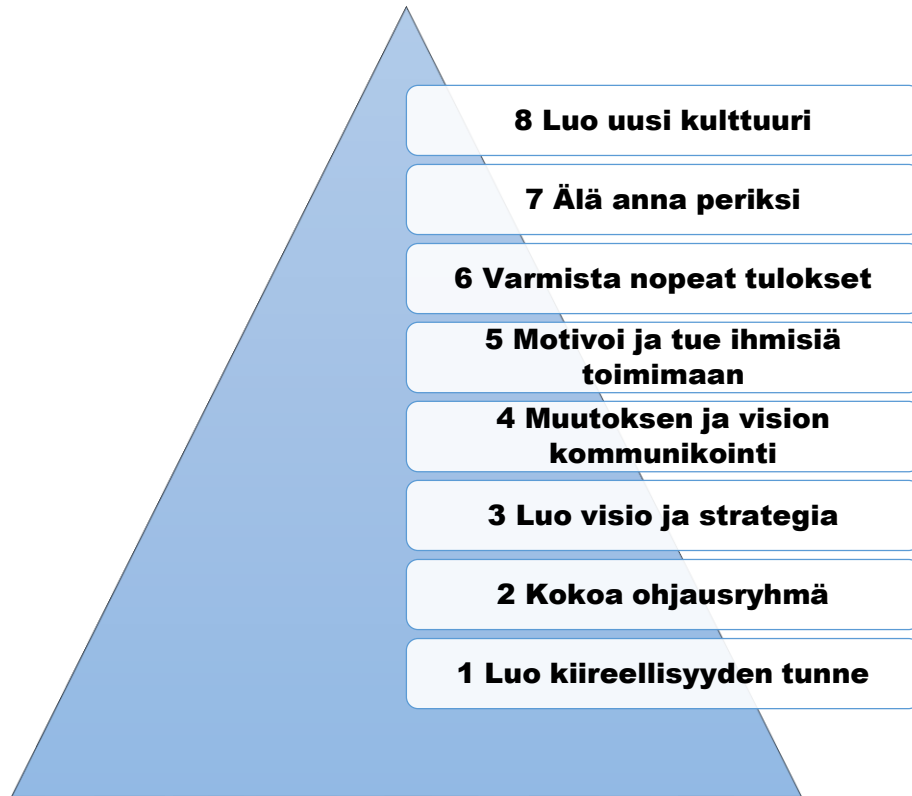 8 Luo uusi kulttuuri
7 Älä anna periksi
6 Varmista nopeat tulokset
5 Motivoi ja tue ihmisiä
toimimaan
4 Muutoksen ja vision
kommunikointi
3 Luo visio ja strategia
2 Kokoa ohjausryhmä
1 Luo kiireellisyyden tunne